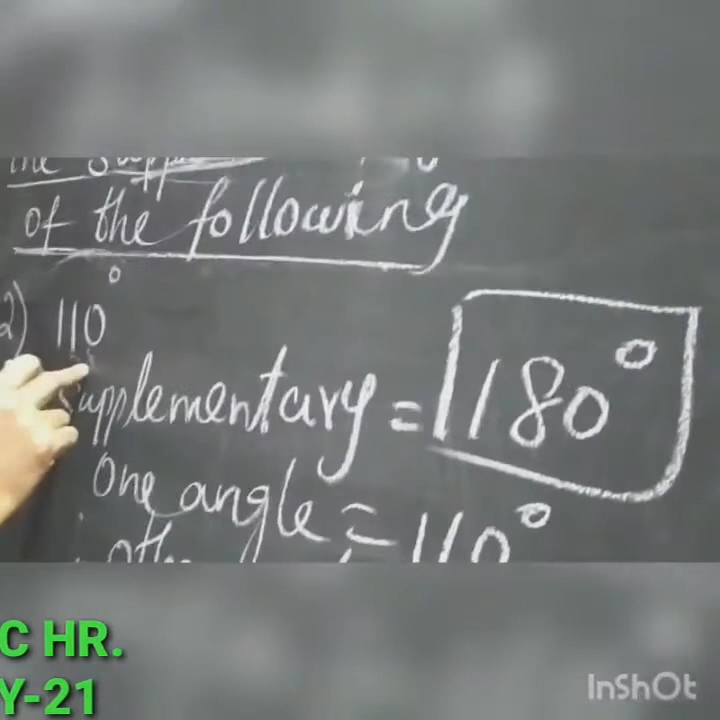 of the following
2) 110°
Supplementary = 180°
One angle = 110°
C HR.
Y-21
InShOt